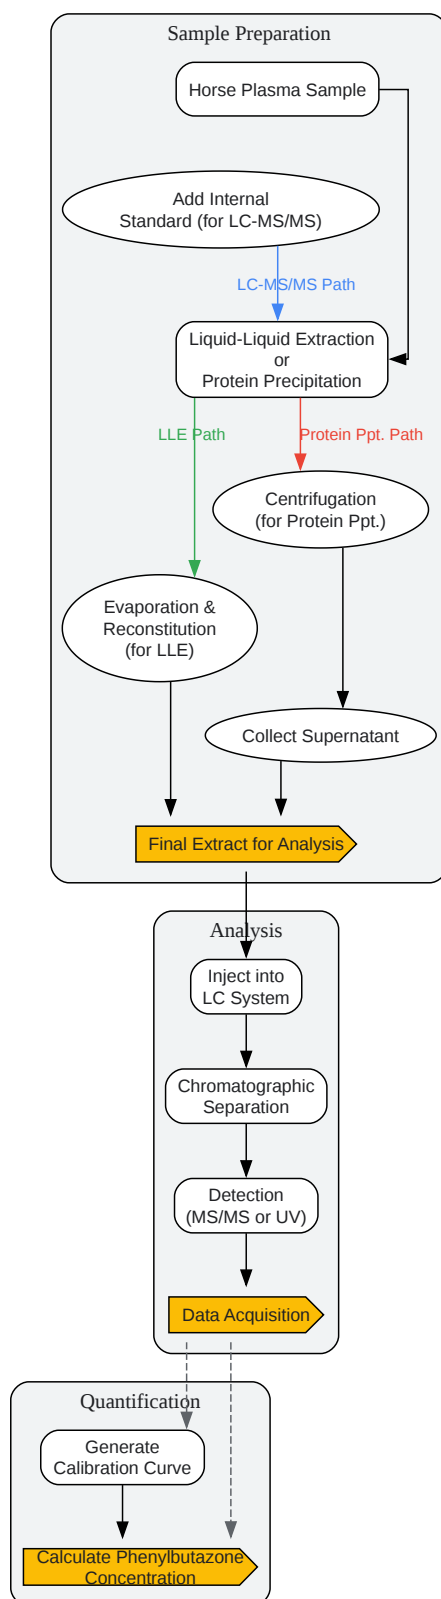 Sample Preparation
Horse Plasma Sample
Add Internal
Standard (for LC-MS/MS)
LC-MS/MS Path
Liquid-Liquid Extraction
or
Protein Precipitation
LLE Path
Protein Ppt. Path
Centrifugation
(for Protein Ppt.)
Evaporation &
Reconstitution
(for LLE)
Collect Supernatant
Final Extract for Analysis
Analysis
Inject into
LC System
Chromatographic
Separation
Detection
(MS/MS or UV)
Data Acquisition
Quantification
Generate
Calibration Curve
Calculate Phenylbutazone
Concentration